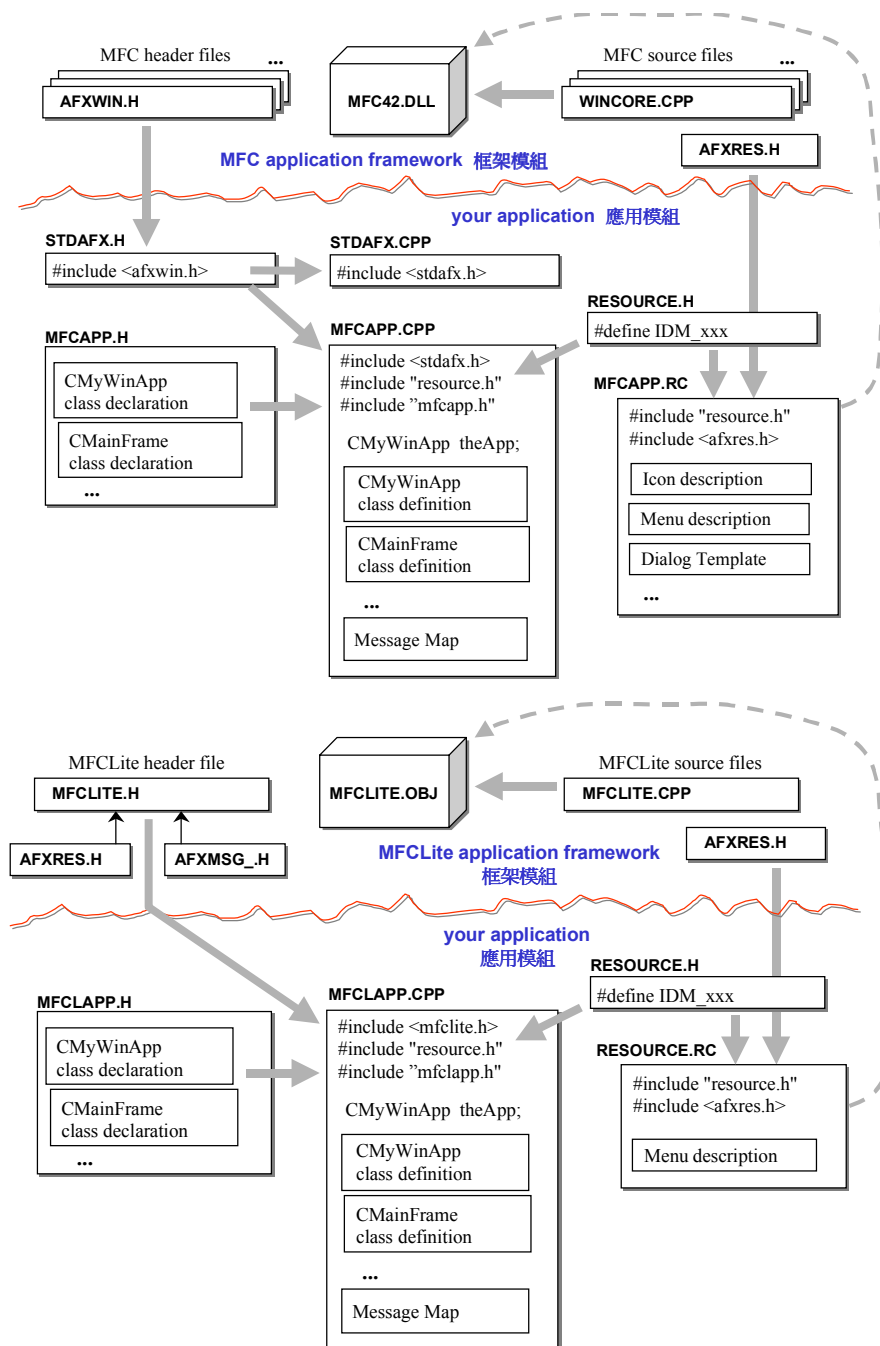 MFC header files
...
AFXWIN.H
MFC42.DLL
MFC source files
...
WINCORE.CPP
AFXRES.H
MFC application framework 框架模組
your application 應用模組
STDAFX.H
#include <afxwin.h>
STDAFX.CPP
#include <stdafx.h>
RESOURCE.H
#define IDM_xxx
MFCAPP.H
CMyWinApp
class declaration
CMainFrame
class declaration
...
MFCAPP.CPP
#include <stdafx.h>
#include "resource.h"
#include ”mfcapp.h"
CMyWinApp theApp;
CMyWinApp
class definition
CMainFrame
class definition
...
Message Map
MFCAPP.RC
#include "resource.h"
#include <afxres.h>
Icon description
Menu description
Dialog Template
...
MFCLite header file
MFCLITE.H
AFXRES.H
AFXMSG_.H
MFCLITE.OBJ
MFCLite source files
MFCLITE.CPP
AFXRES.H
MFCLite application framework
框架模組
your application
應用模組
RESOURCE.H
#define IDM_xxx
MFCLAPP.H
CMyWinApp
class declaration
CMainFrame
class declaration
...
MFCLAPP.CPP
#include <mfclite.h>
#include "resource.h"
#include ”mfclapp.h"
CMyWinApp theApp;
CMyWinApp
class definition
CMainFrame
class definition
...
Message Map
RESOURCE.RC
#include "resource.h"
#include <afxres.h>
Menu description